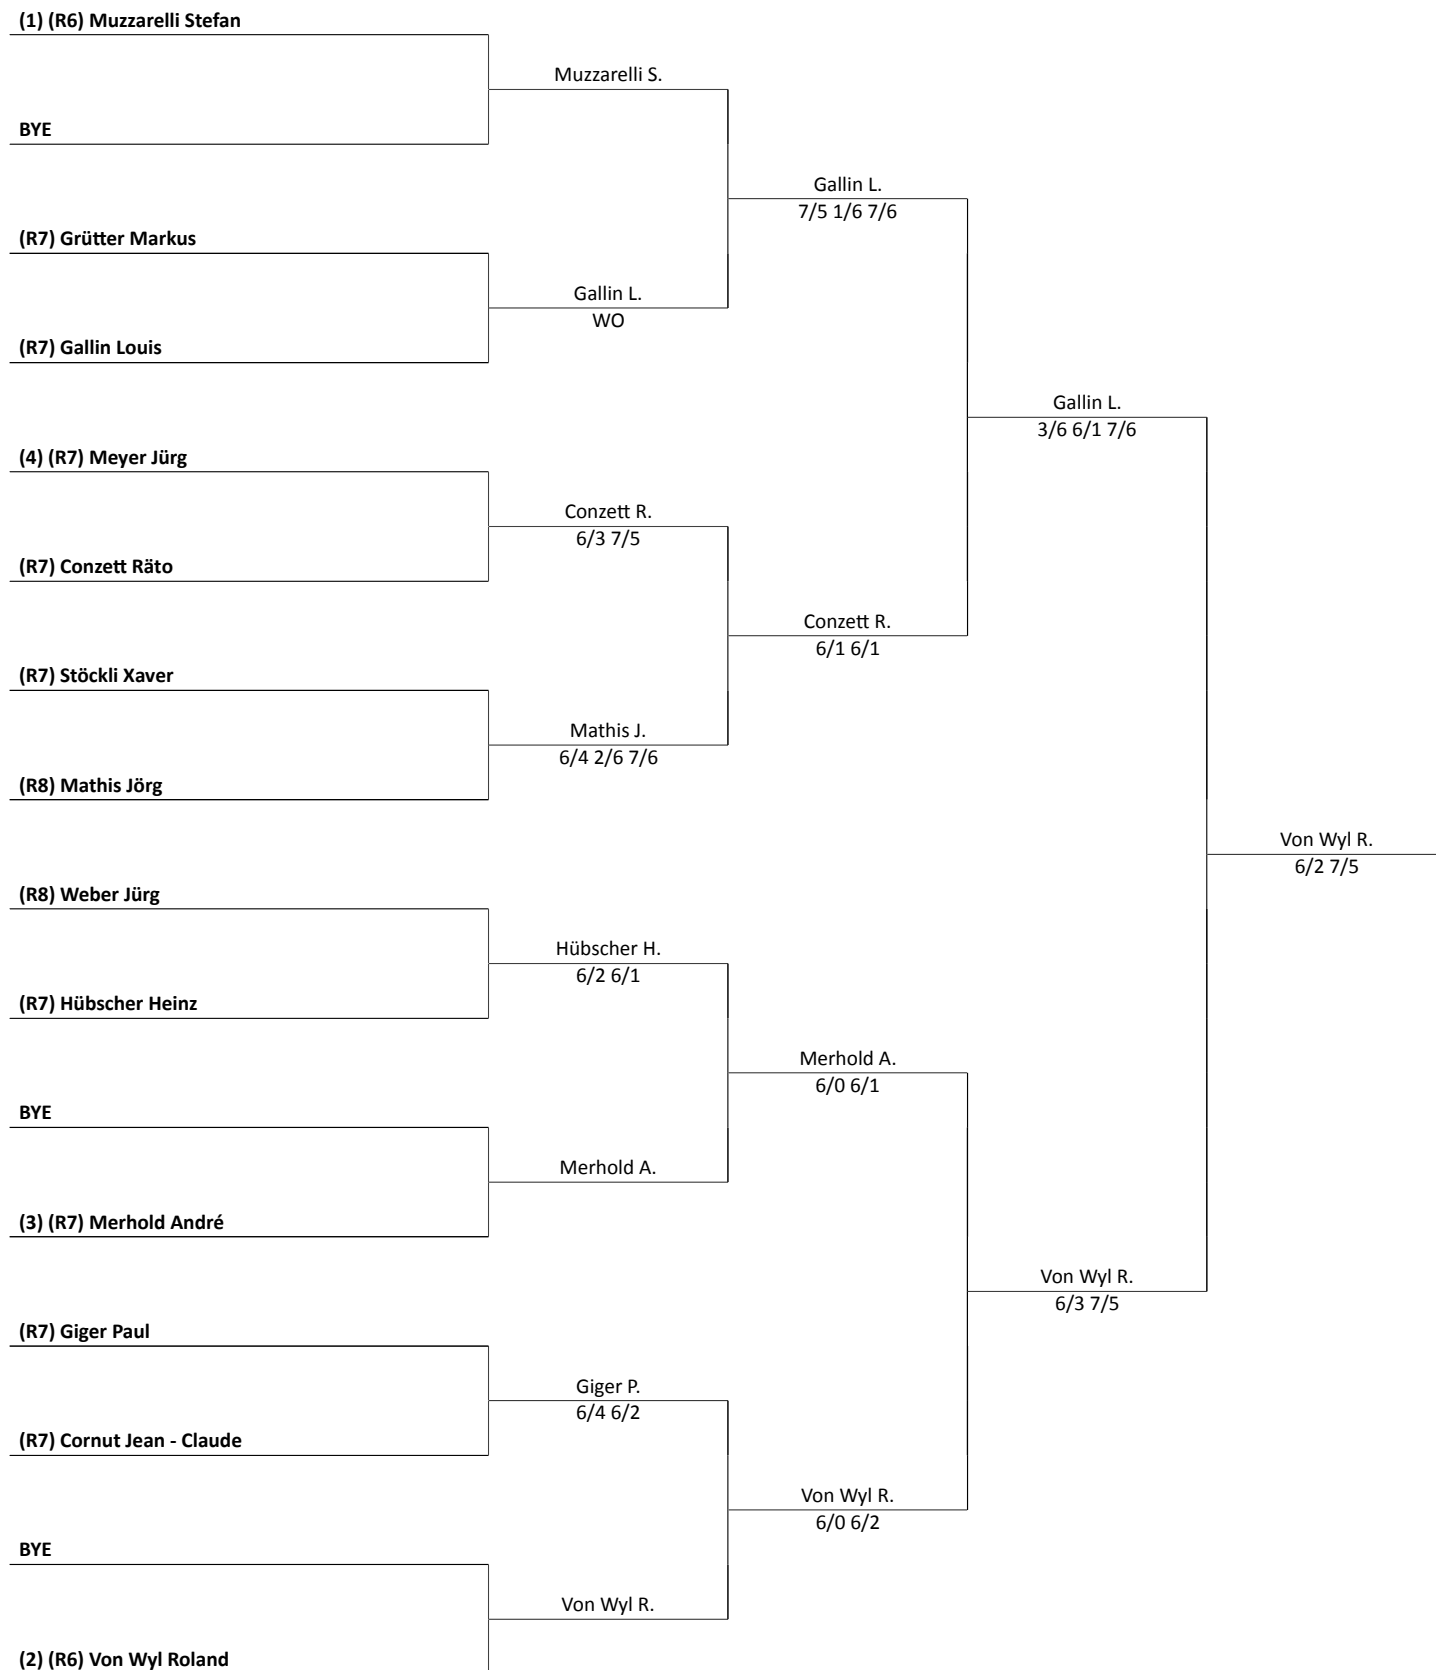 (1) (R6) Muzzarelli Stefan
Muzzarelli S.
BYE
Gallin L.
7/5 1/6 7/6
(R7) Grütter Markus
Gallin L.
WO
(R7) Gallin Louis
Gallin L.
3/6 6/1 7/6
(4) (R7) Meyer Jürg
Conzett R.
6/3 7/5
(R7) Conzett Räto
Conzett R.
6/1 6/1
(R7) Stöckli Xaver
Mathis J.
6/4 2/6 7/6
(R8) Mathis Jörg
Von Wyl R.
6/2 7/5
(R8) Weber Jürg
Hübscher H.
6/2 6/1
(R7) Hübscher Heinz
Merhold A.
6/0 6/1
BYE
Merhold A.
(3) (R7) Merhold André
Von Wyl R.
6/3 7/5
(R7) Giger Paul
Giger P.
6/4 6/2
(R7) Cornut Jean - Claude
Von Wyl R.
6/0 6/2
BYE
Von Wyl R.
(2) (R6) Von Wyl Roland